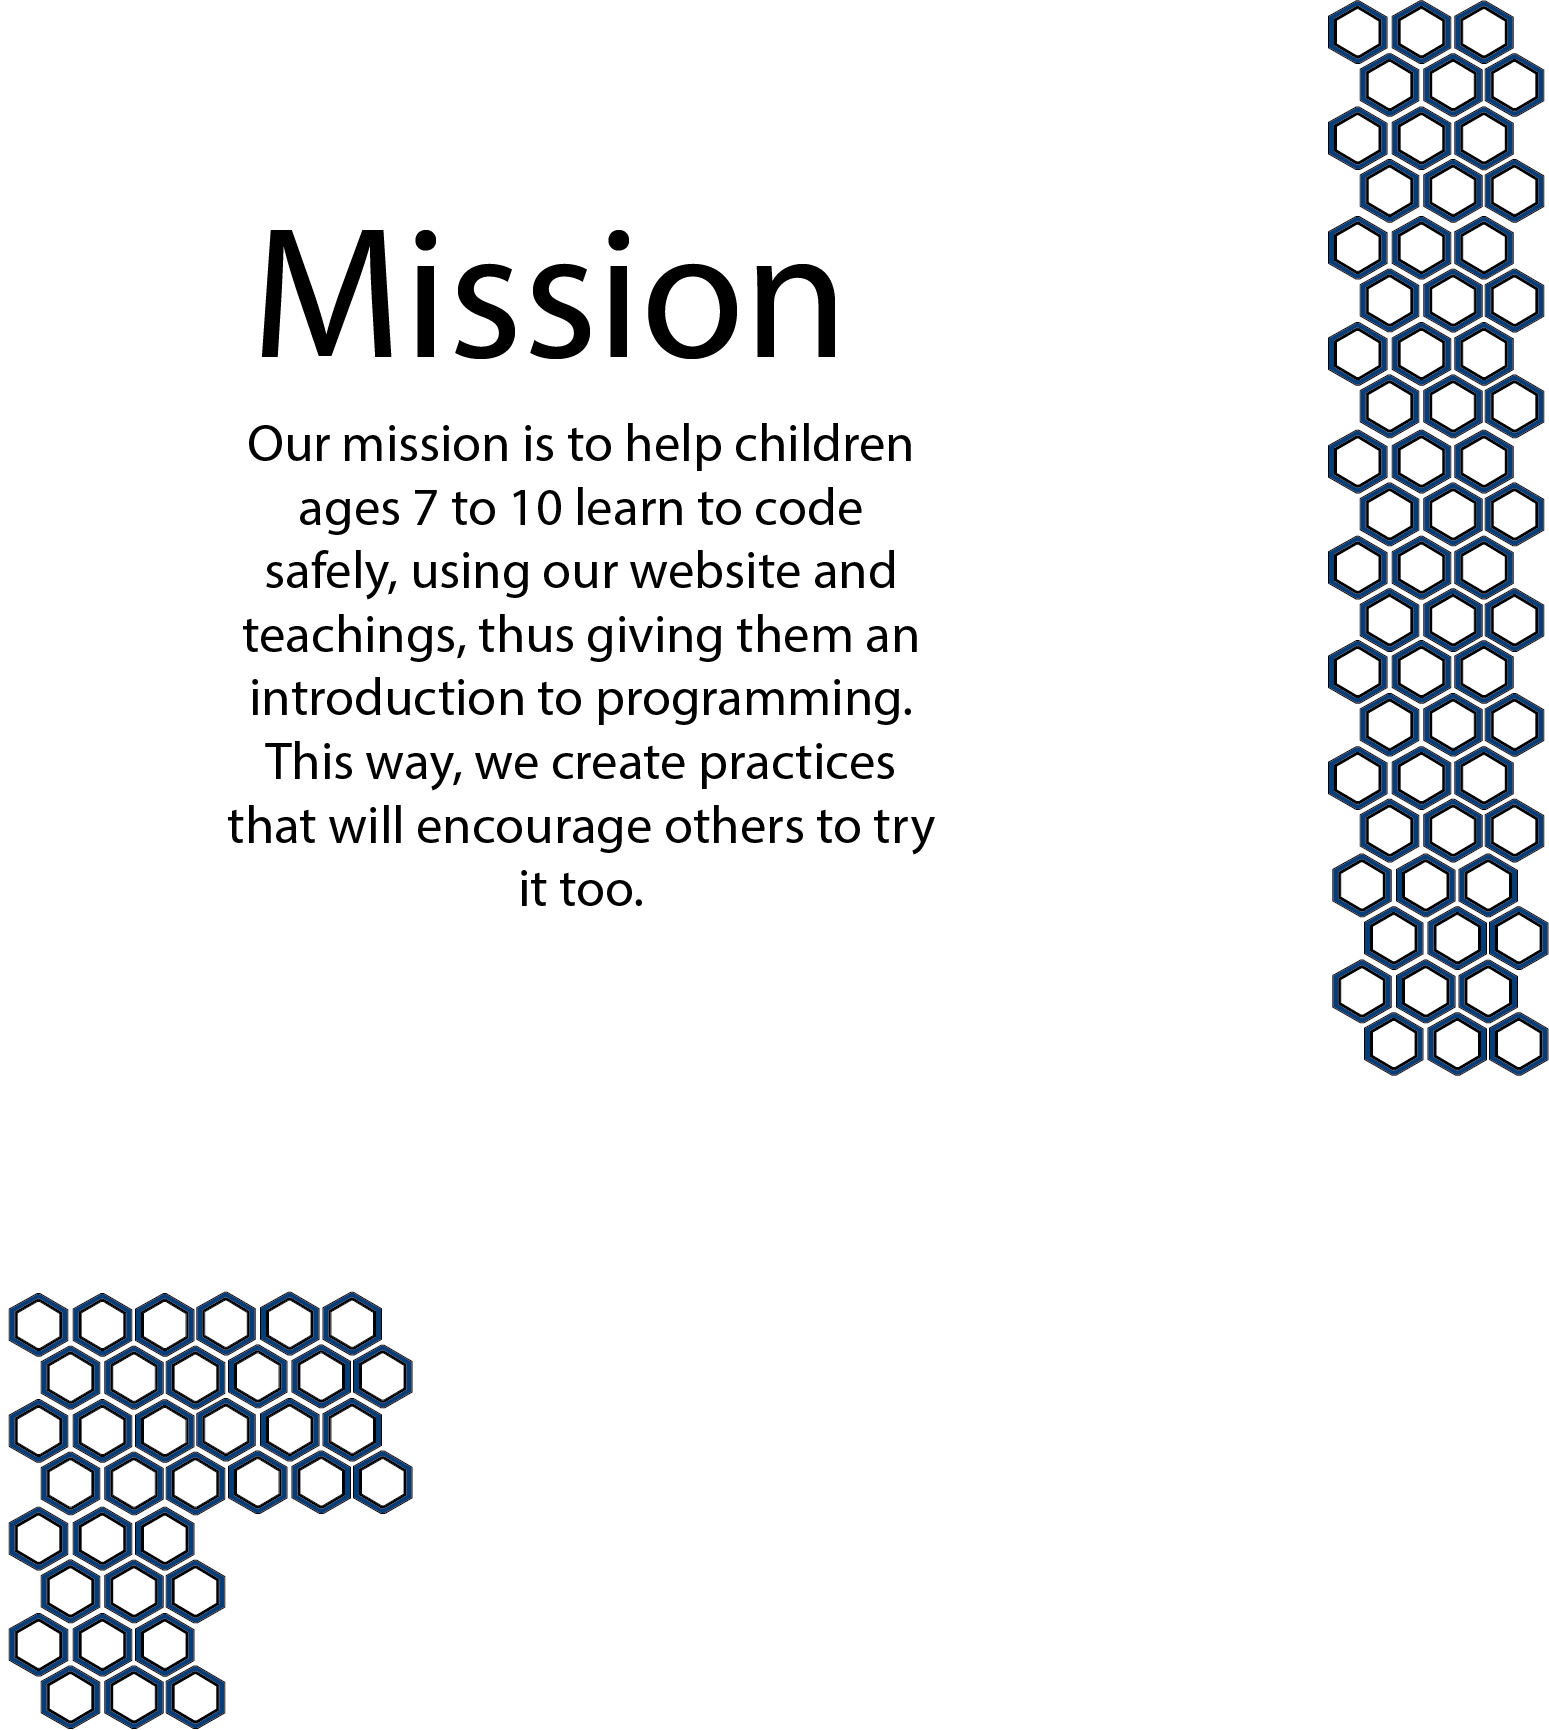 Mission
Our mission is to help children
ages 7 to 10 learn to code
safely, using our website and
teachings, thus giving them an
introduction to programming.
This way, we create practices
that will encourage others to try
it too.